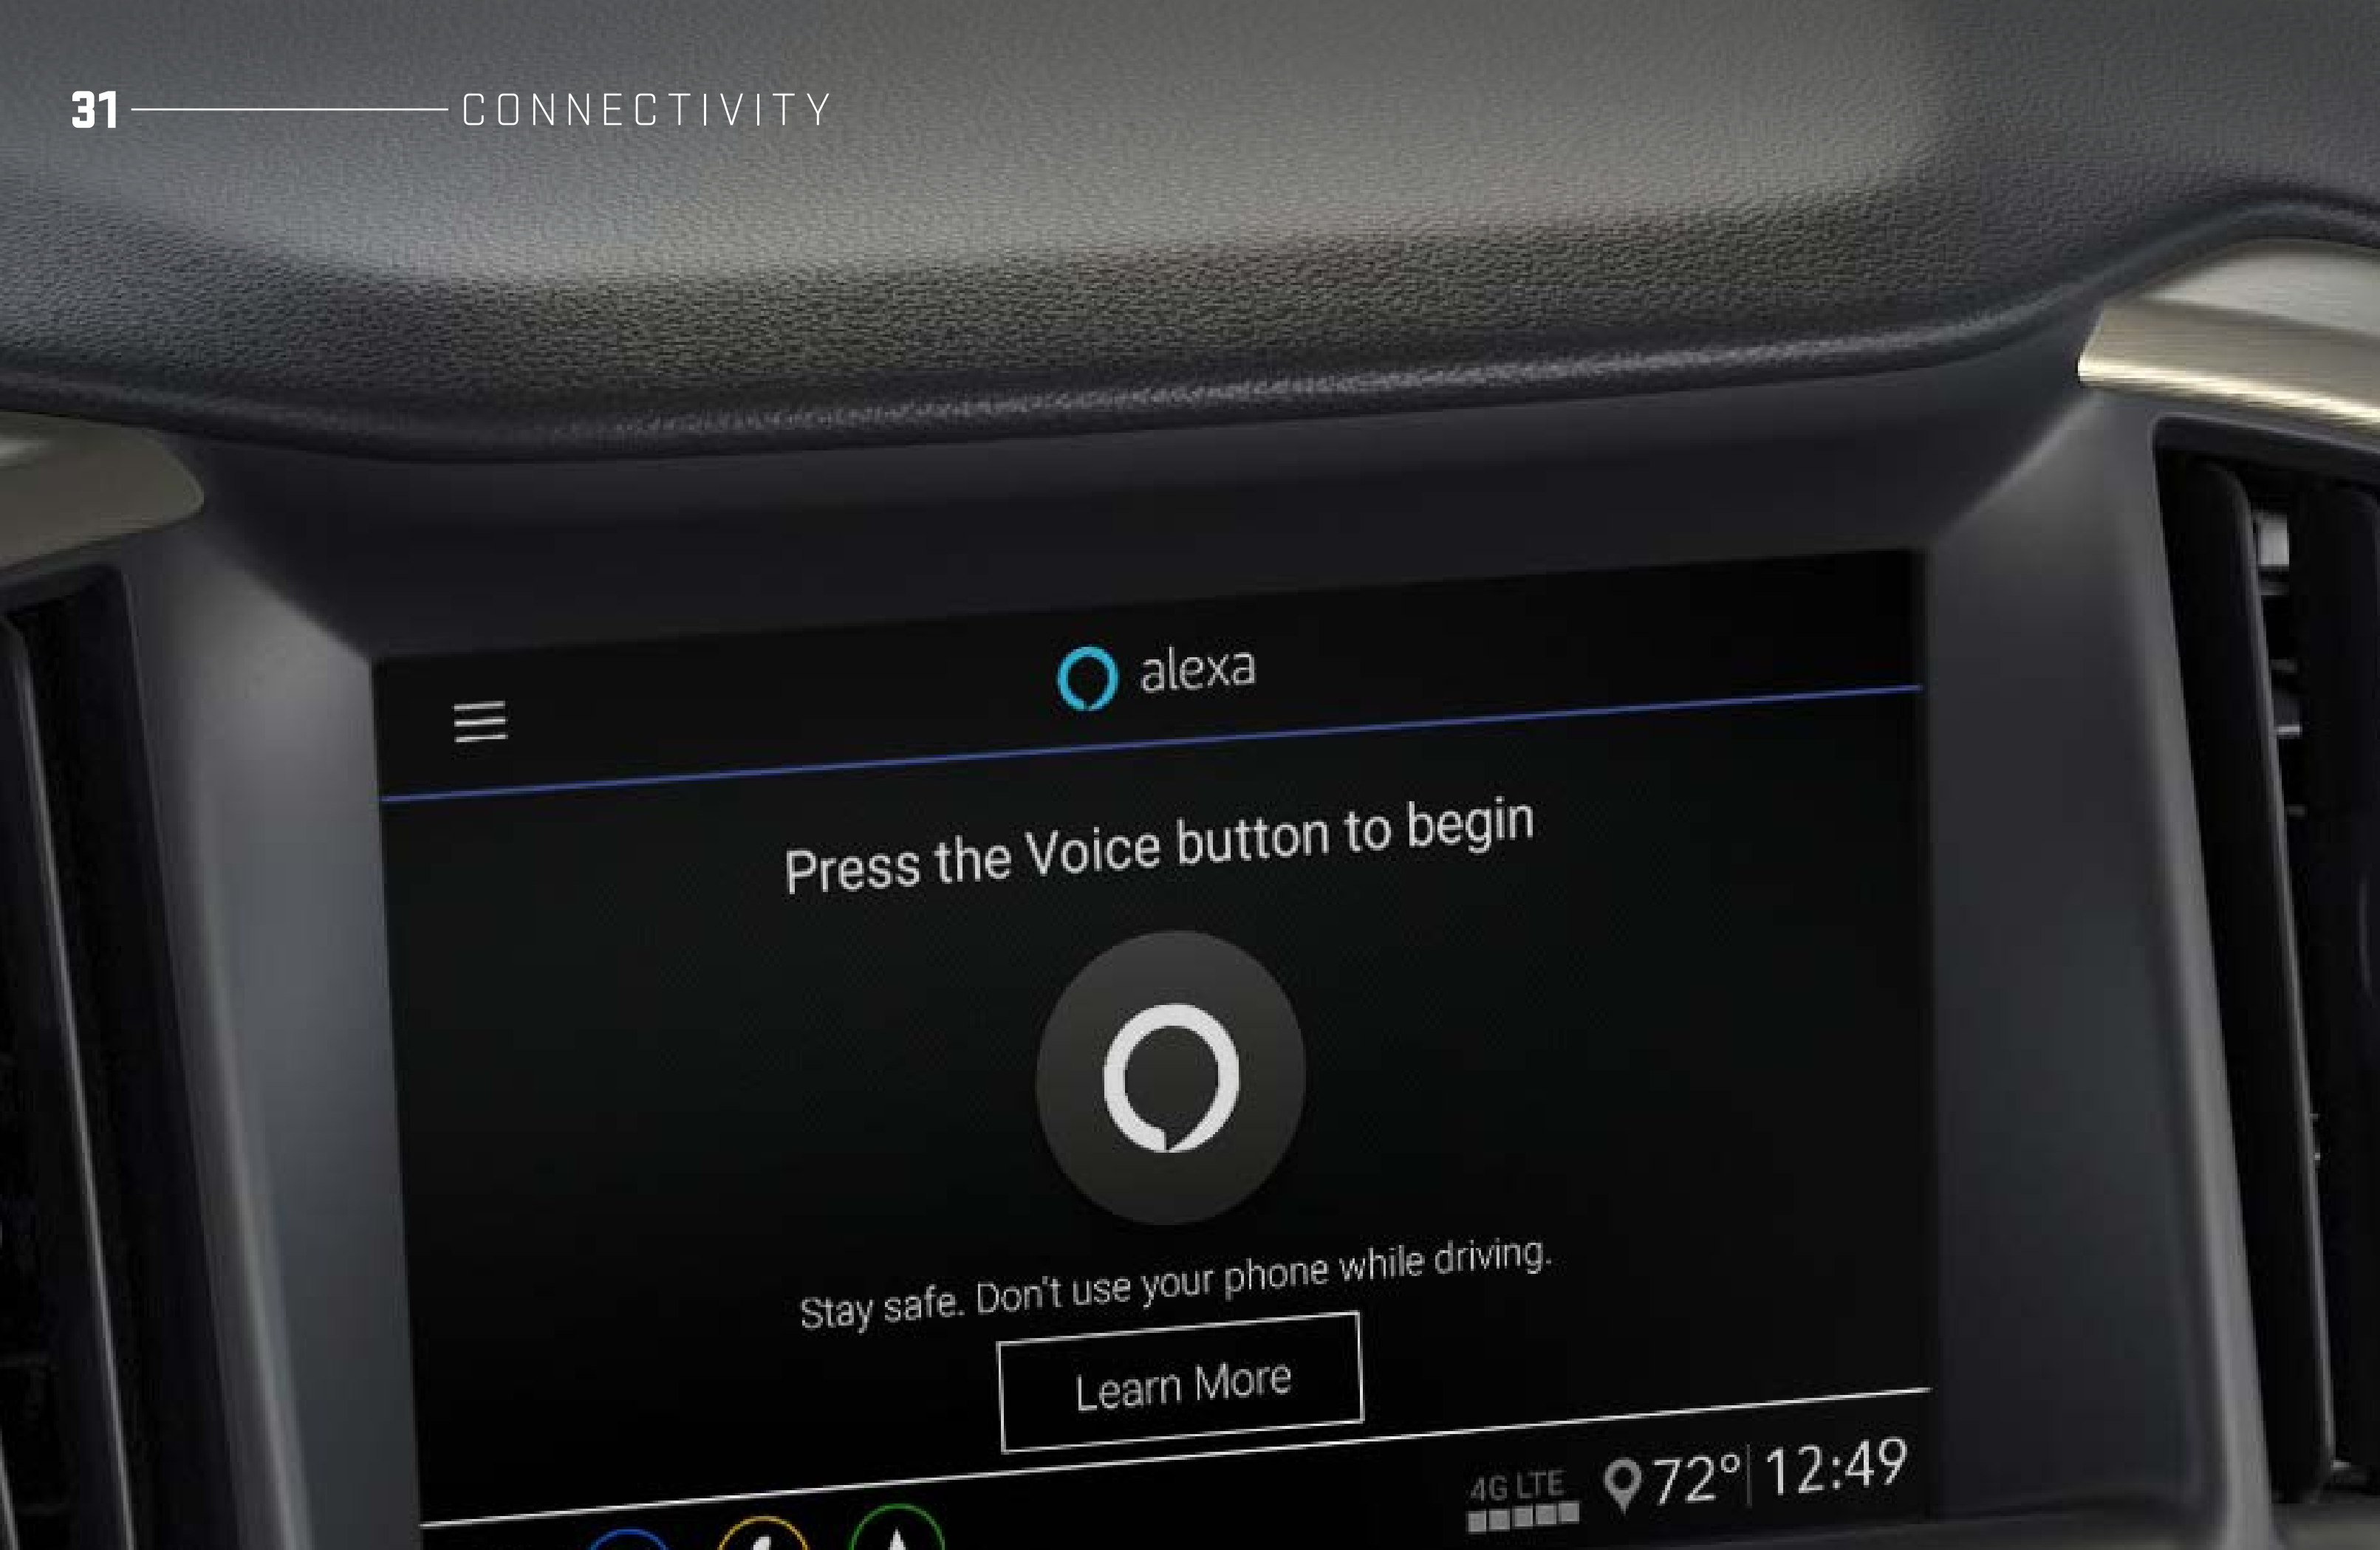 31 CONNECTIVITY
alexa
Press the Voice button to begin
Stay safe. Don't use your phone while driving.
Learn More
4G LTE 72° 12:49